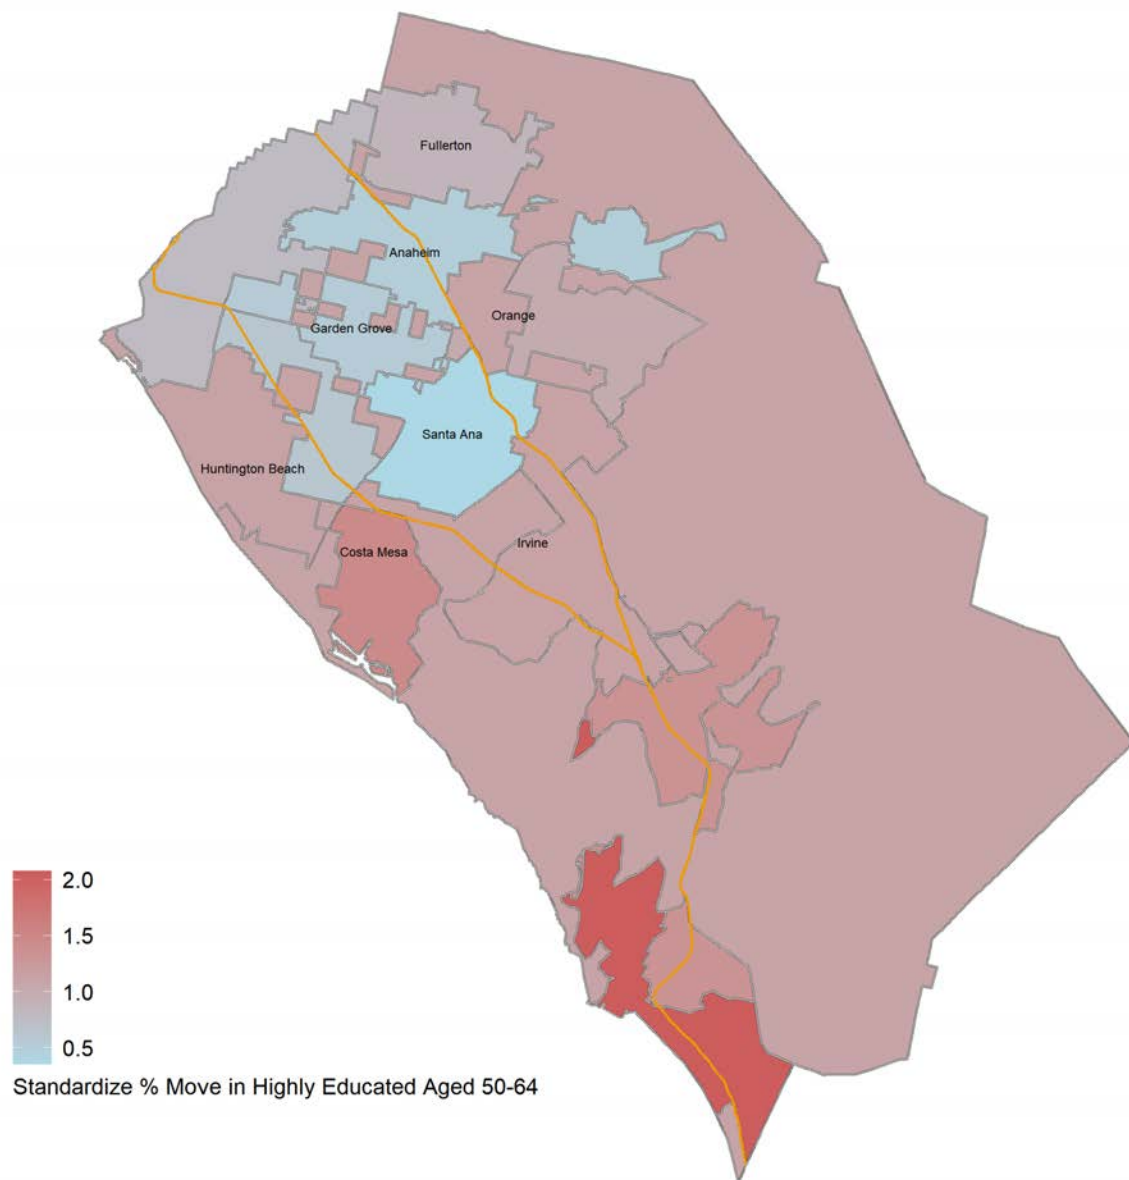 Fullerton
Anaheim
Orange
Garden Grove
Santa Ana
Huntington Beach
Irvine
Costa Mesa
2.0
1.5
1.0
0.5
Standardize % Move in Highly Educated Aged 50-64